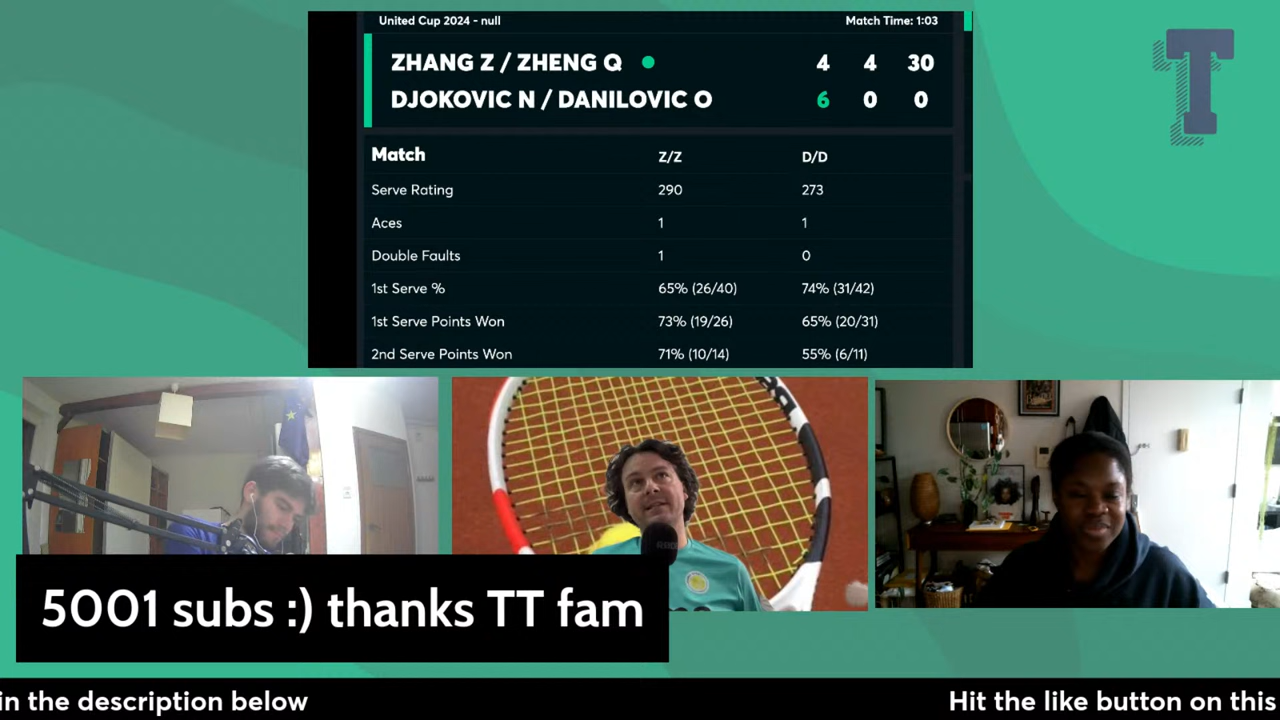 United Cup 2024 - null Match Time: 1:03
ZHANG Z / ZHENG Q 4 4 30
DJOKOVIC N / DANILOVIC O 6 0 0
Match Z/Z D/D
Serve Rating 290 273
Aces 1 1
Double Faults 1 0
1st Serve % 65% (26/40) 74% (31/42)
1st Serve Points Won 73% (19/26) 65% (20/31)
2nd Serve Points Won 71% (10/14) 55% (6/11)
T
5001 subs :) thanks TT fam
in the description below Hit the like button on this